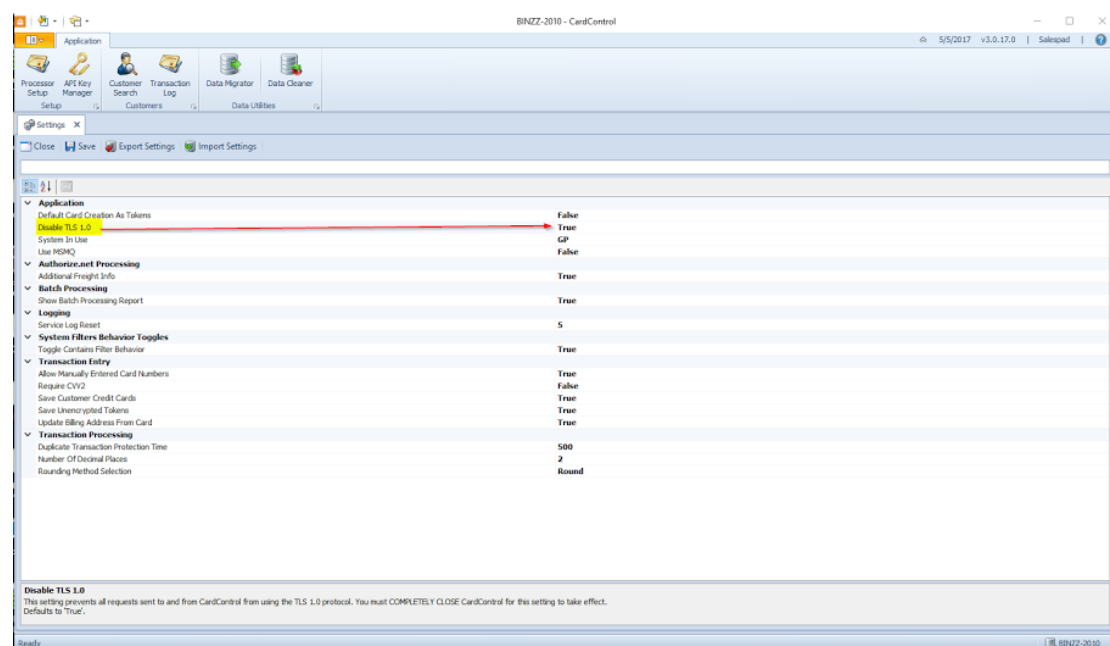 BINZZ-2010 - CardControl
Application
5/5/2017 v3.0.17.0 | Salespad |
Processor Setup
API Key Manager
Customer Search
Transaction Log
Data Migrator
Data Cleaner
Setup
Customers
Data Utilities
Settings X
Close Save Export Settings Import Settings
Application
Default Card Creation As Tokens False
Disable TLS 1.0 True
System In Use GP
Use MSMQ False
Authorize.net Processing
Additional Freight Info True
Batch Processing
Show Batch Processing Report True
Logging
Service Log Reset 5
System Filters Behavior Toggles
Toggle Contains Filter Behavior True
Transaction Entry
Allow Manually Entered Card Numbers True
Require CVV2 False
Save Customer Credit Cards True
Save Unencrypted Tokens True
Update Billing Address From Card True
Transaction Processing
Duplicate Transaction Protection Time 500
Number Of Decimal Places 2
Rounding Method Selection Round
Disable TLS 1.0
This setting prevents all requests sent to and from CardControl from using the TLS 1.0 protocol. You must COMPLETELY CLOSE CardControl for this setting to take effect.
Defaults to 'True'.
Ready BINZZ-2010